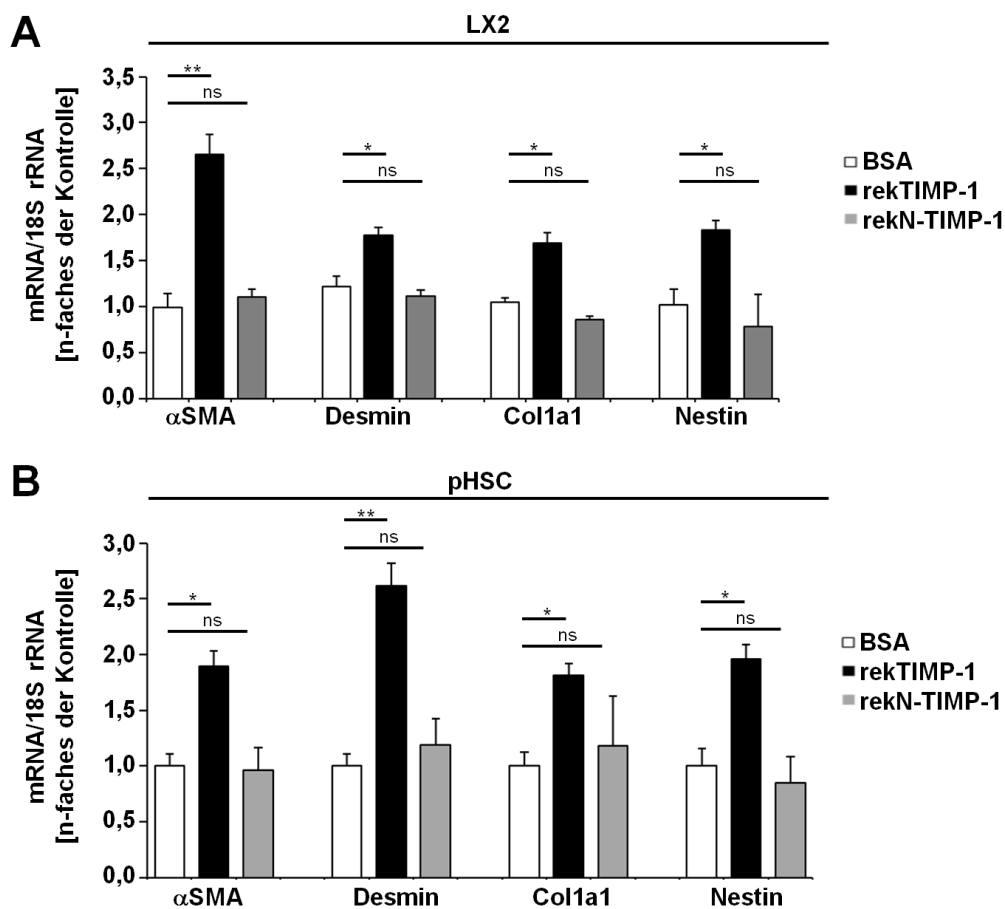 A
LX2
mRNA/18S rRNA
[n-faches der Kontrolle]
3,5
3,0
2,5
2,0
1,5
1,0
0,5
0,0
**
ns
*
ns
*
ns
*
ns
αSMA
Desmin
Col1a1
Nestin
BSA
rekTIMP-1
rekN-TIMP-1
B
pHSC
mRNA/18S rRNA
[n-faches der Kontrolle]
3,0
2,5
2,0
1,5
1,0
0,5
0,0
*
ns
**
ns
*
ns
*
ns
αSMA
Desmin
Col1a1
Nestin
BSA
rekTIMP-1
rekN-TIMP-1